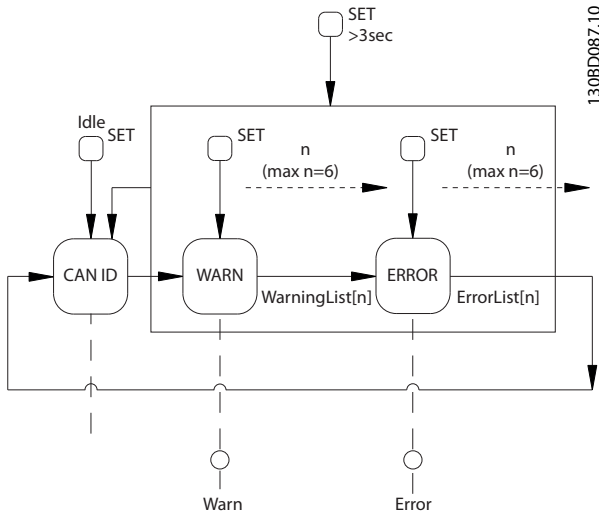 SET
>3sec
130BD087.10
Idle
SET
SET
n
(max n=6)
SET
n
(max n=6)
CAN ID
WARN
WarningList[n]
ERROR
ErrorList[n]
Warn
Error